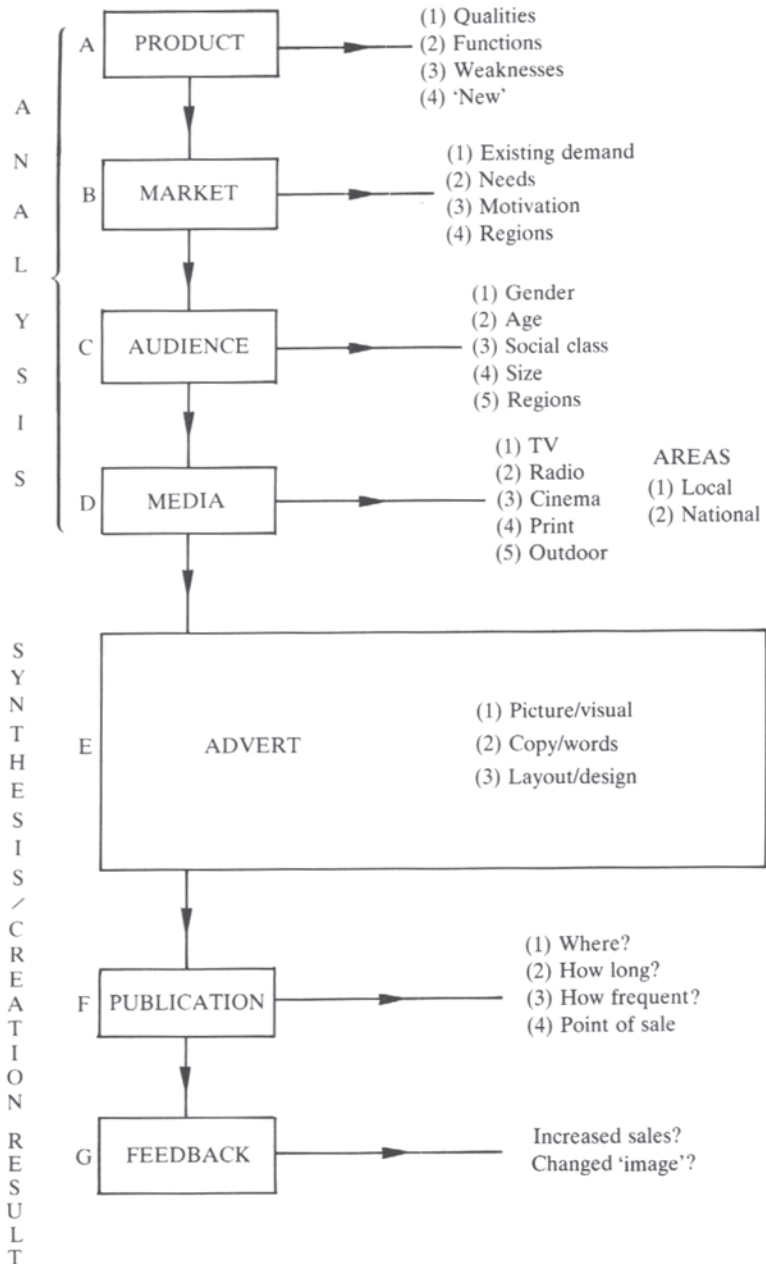 ANALYSIS
A
PRODUCT
(1) Qualities
(2) Functions
(3) Weaknesses
(4) ‘New’
B
MARKET
(1) Existing demand
(2) Needs
(3) Motivation
(4) Regions
C
AUDIENCE
(1) Gender
(2) Age
(3) Social class
(4) Size
(5) Regions
D
MEDIA
(1) TV
(2) Radio
(3) Cinema
(4) Print
(5) Outdoor
AREAS
(1) Local
(2) National
SYNTHESIS/CREATION RESULT
E
ADVERT
(1) Picture/visual
(2) Copy/words
(3) Layout/design
F
PUBLICATION
(1) Where?
(2) How long?
(3) How frequent?
(4) Point of sale
G
FEEDBACK
Increased sales?
Changed ‘image’?